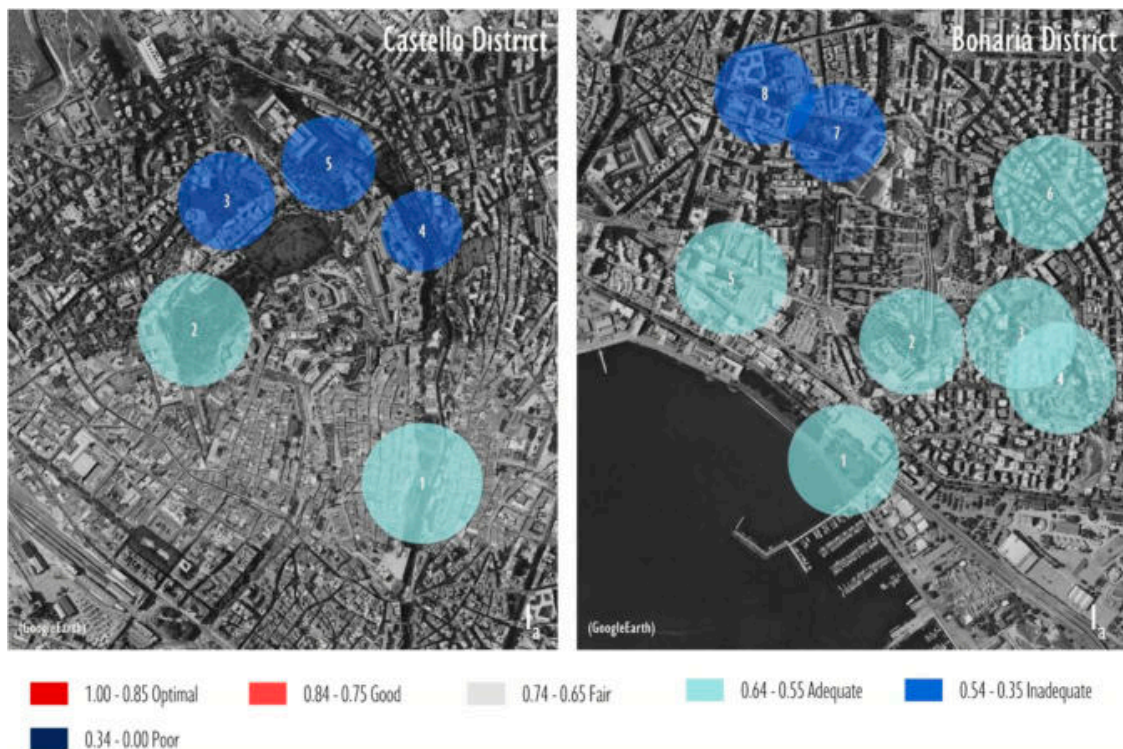 Castello District
5
3
4
2
1
(GoogleEarth)
a
Bonaria District
8
7
6
5
2
3
4
1
(GoogleEarth)
a
1.00 - 0.85 Optimal
0.84 - 0.75 Good
0.74 - 0.65 Fair
0.64 - 0.55 Adequate
0.54 - 0.35 Inadequate
0.34 - 0.00 Poor